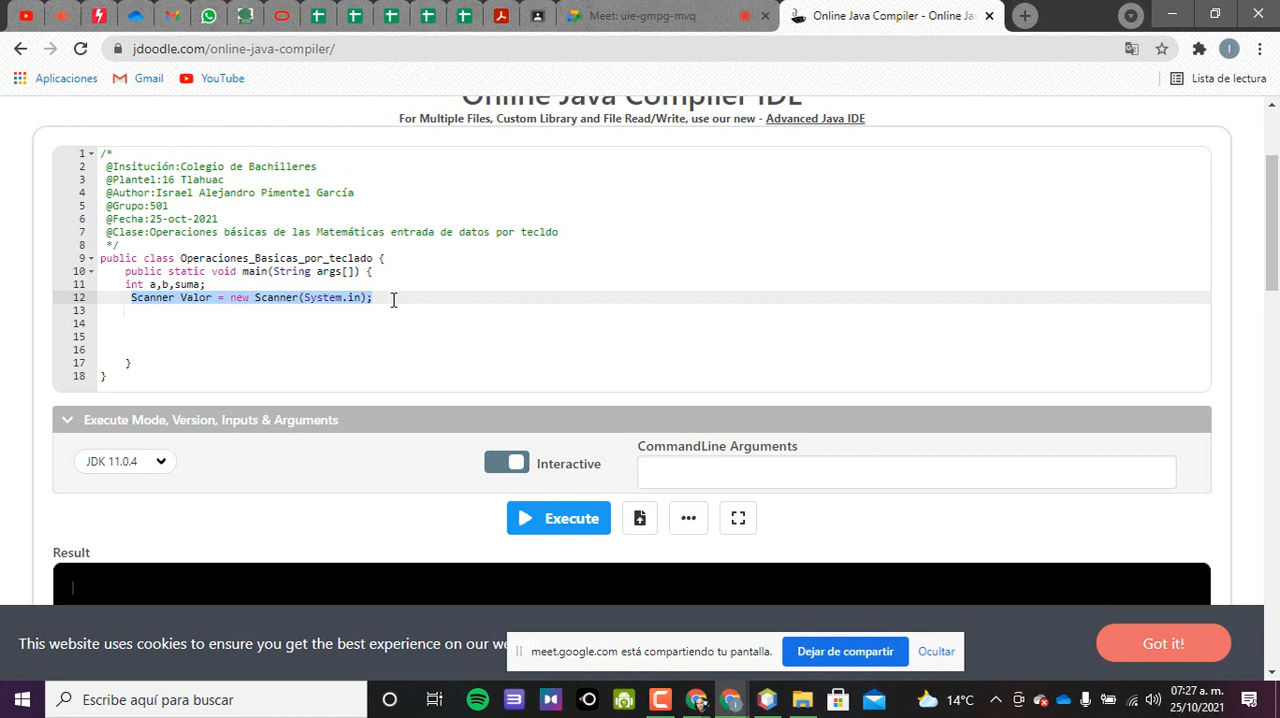 Meet: uie-gmpg-mvq
Online Java Compiler - Online Jav
jdoodle.com/online-java-compiler/
I
Aplicaciones
Gmail
YouTube
Lista de lectura
Online Java Compiler IDE
For Multiple Files, Custom Library and File Read/Write, use our new - Advanced Java IDE
1 /*
2 @Insitución:Colegio de Bachilleres
3 @Plantel:16 Tlahuac
4 @Author:Israel Alejandro Pimentel García
5 @Grupo:501
6 @Fecha:25-oct-2021
7 @Clase:Operaciones básicas de las Matemáticas entrada de datos por tecldo
8 */
9 public class Operaciones_Basicas_por_teclado {
10 public static void main(String args[]) {
11 int a,b,suma;
12 Scanner Valor = new Scanner(System.in);
13
14
15
16
17 }
18 }
Execute Mode, Version, Inputs & Arguments
CommandLine Arguments
JDK 11.0.4
Interactive
Execute
Result
This website uses cookies to ensure you get the best experience on our we
meet.google.com está compartiendo tu pantalla.
Dejar de compartir
Ocultar
Got it!
Escribe aquí para buscar
14°C
07:27 a. m.
25/10/2021